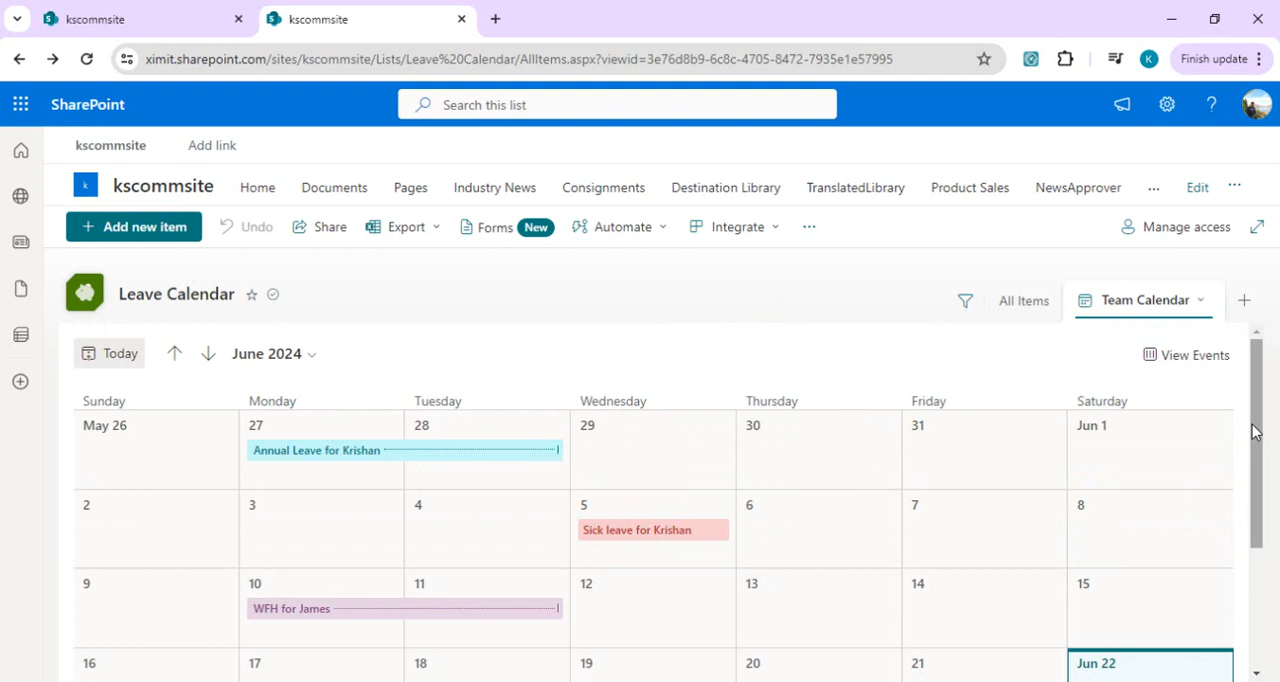 kscommsite
kscommsite
ximit.sharepoint.com/sites/kscommsite/Lists/Leave%20Calendar/AllItems.aspx?viewid=3e76d8b9-6c8c-4705-8472-7935e1e57995
K
Finish update
SharePoint
Search this list
kscommsite Add link
k
kscommsite Home Documents Pages Industry News Consignments Destination Library TranslatedLibrary Product Sales NewsApprover ... Edit ...
+ Add new item Undo Share Export Forms New Automate Integrate ... Manage access
Leave Calendar
All Items Team Calendar
Today June 2024 View Events
Sunday Monday Tuesday Wednesday Thursday Friday Saturday
May 26 27 28 29 30 31 Jun 1
Annual Leave for Krishan
2 3 4 5 6 7 8
Sick leave for Krishan
9 10 11 12 13 14 15
WFH for James
16 17 18 19 20 21 Jun 22